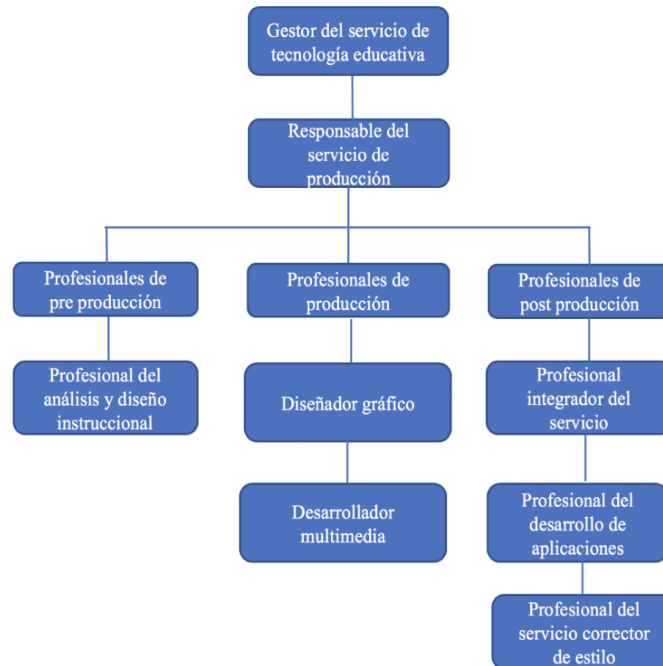 Gestor del servicio de
tecnología educativa
Responsable del
servicio de
producción
Profesionales de
pre producción
Profesionales de
producción
Profesionales de
post producción
Profesional del
análisis y diseño
instruccional
Diseñador gráfico
Profesional
integrador del
servicio
Desarrollador
multimedia
Profesional del
desarrollo de
aplicaciones
Profesional del
servicio corrector
de estilo